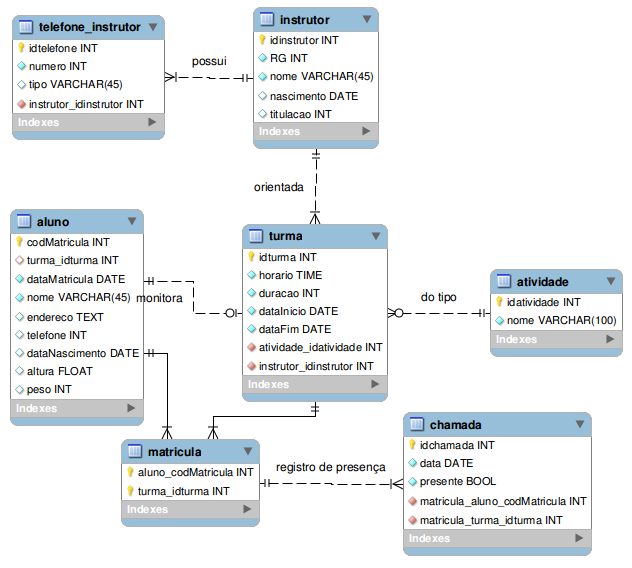 telefone_instrutor
idtelefone INT
numero INT
tipo VARCHAR(45)
instrutor_idinstrutor INT
Indexes
possui
instrutor
idinstrutor INT
RG INT
nome VARCHAR(45)
nascimento DATE
titulacao INT
Indexes
orientada
aluno
codMatricula INT
turma_idturma INT
dataMatricula DATE
nome VARCHAR(45)
endereco TEXT
telefone INT
dataNascimento DATE
altura FLOAT
peso INT
Indexes
monitora
turma
idturma INT
horario TIME
duracao INT
dataInicio DATE
dataFim DATE
atividade_idatividade INT
instrutor_idinstrutor INT
Indexes
do tipo
atividade
idatividade INT
nome VARCHAR(100)
Indexes
matricula
aluno_codMatricula INT
turma_idturma INT
Indexes
registro de presença
chamada
idchamada INT
data DATE
presente BOOL
matricula_aluno_codMatricula INT
matricula_turma_idturma INT
Indexes